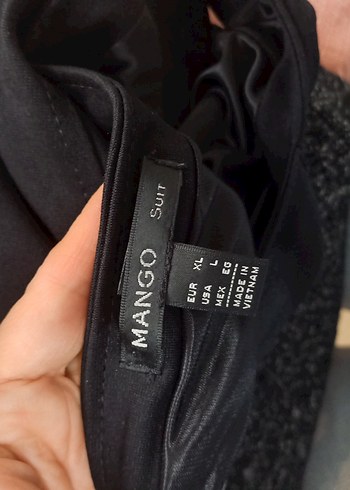 MANGO SUIT
EUR XL
USA L
MEX EG
MADE IN
VIETNAM